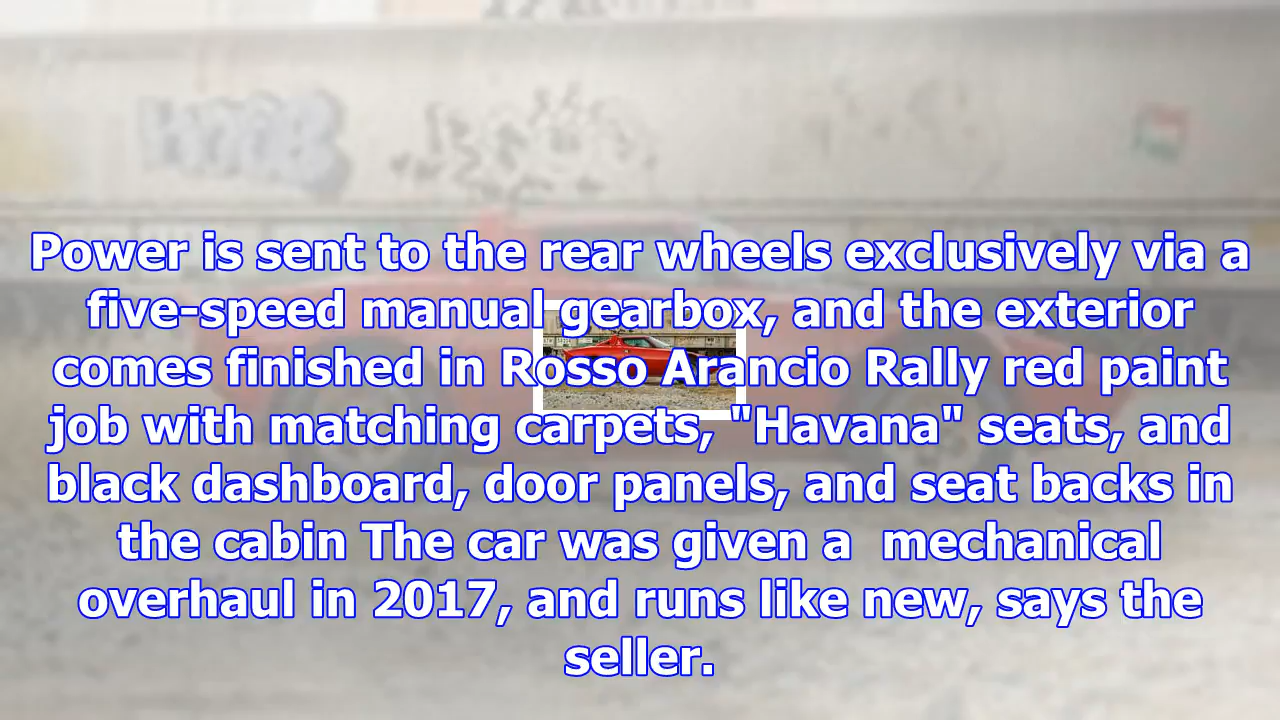 Power is sent to the rear wheels exclusively via a
five-speed manual gearbox, and the exterior
comes finished in Rosso Arancio Rally red paint
job with matching carpets, "Havana" seats, and
black dashboard, door panels, and seat backs in
the cabin The car was given a  mechanical
overhaul in 2017, and runs like new, says the
seller.